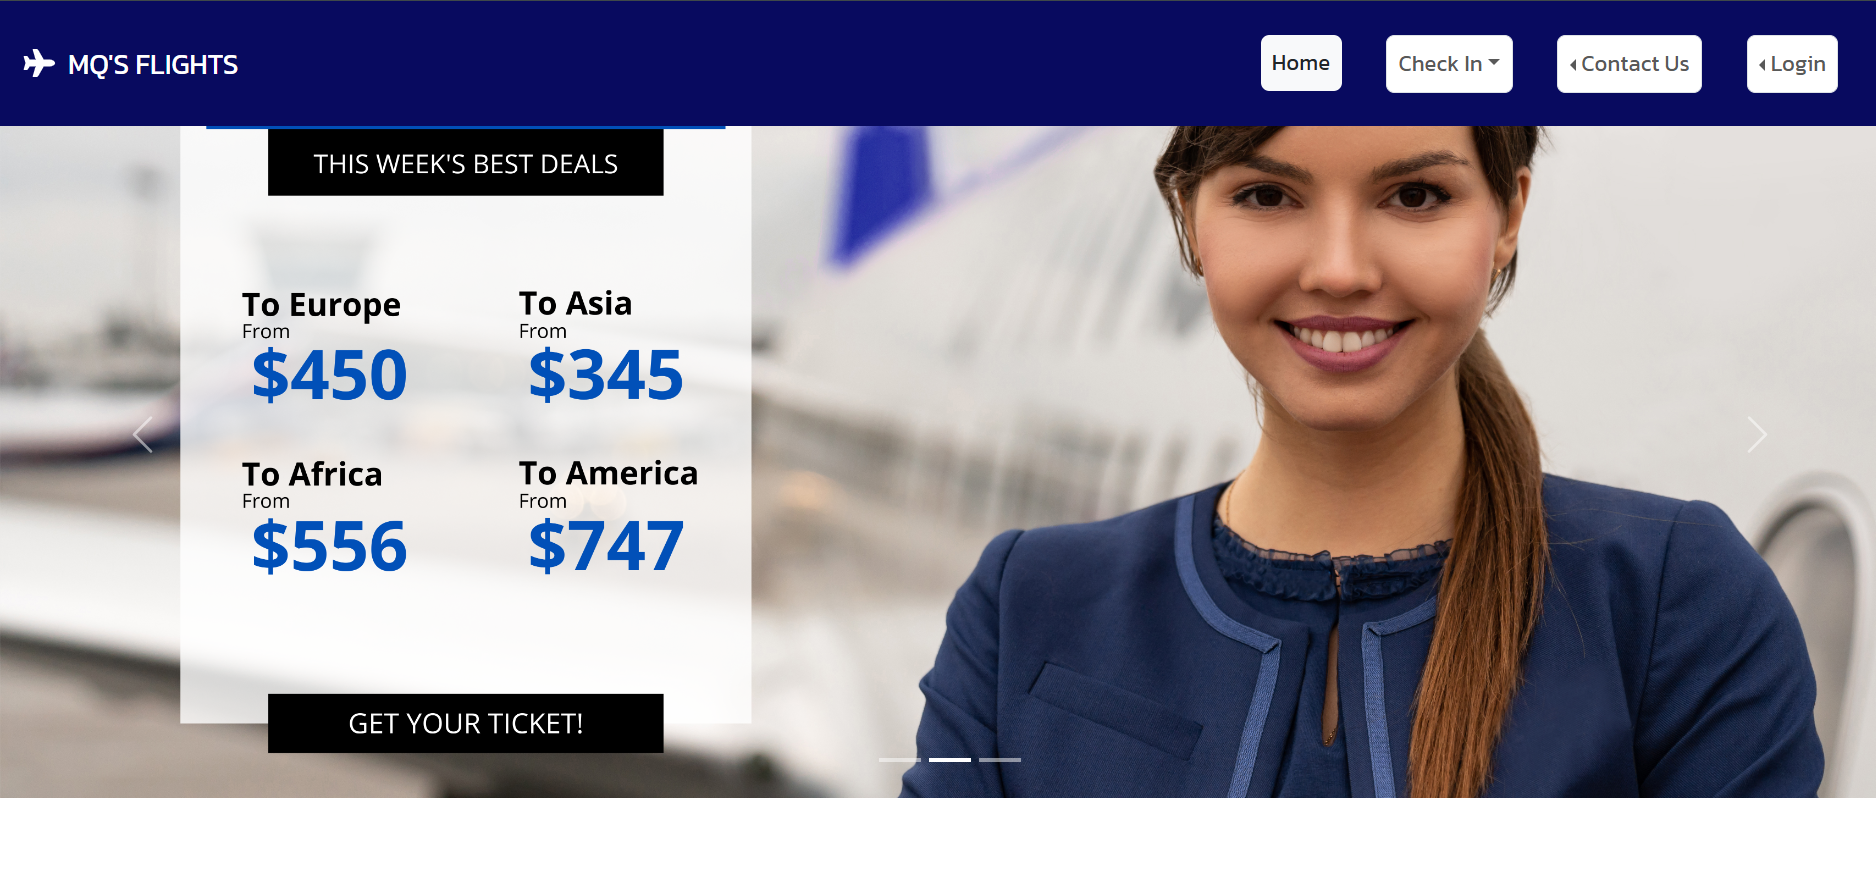 MQ'S FLIGHTS
Home
Check In
Contact Us
Login
THIS WEEK'S BEST DEALS
To Europe
From
$450
To Asia
From
$345
To Africa
From
$556
To America
From
$747
GET YOUR TICKET!